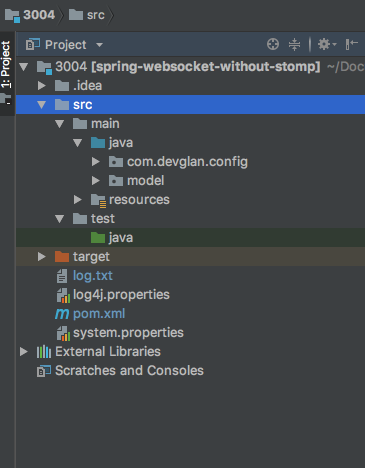 3004 src
Project
1: Project
3004 [spring-websocket-without-stomp] ~/Doc
.idea
src
main
java
com.devglan.config
model
resources
test
java
target
log.txt
log4j.properties
m pom.xml
system.properties
External Libraries
Scratches and Consoles